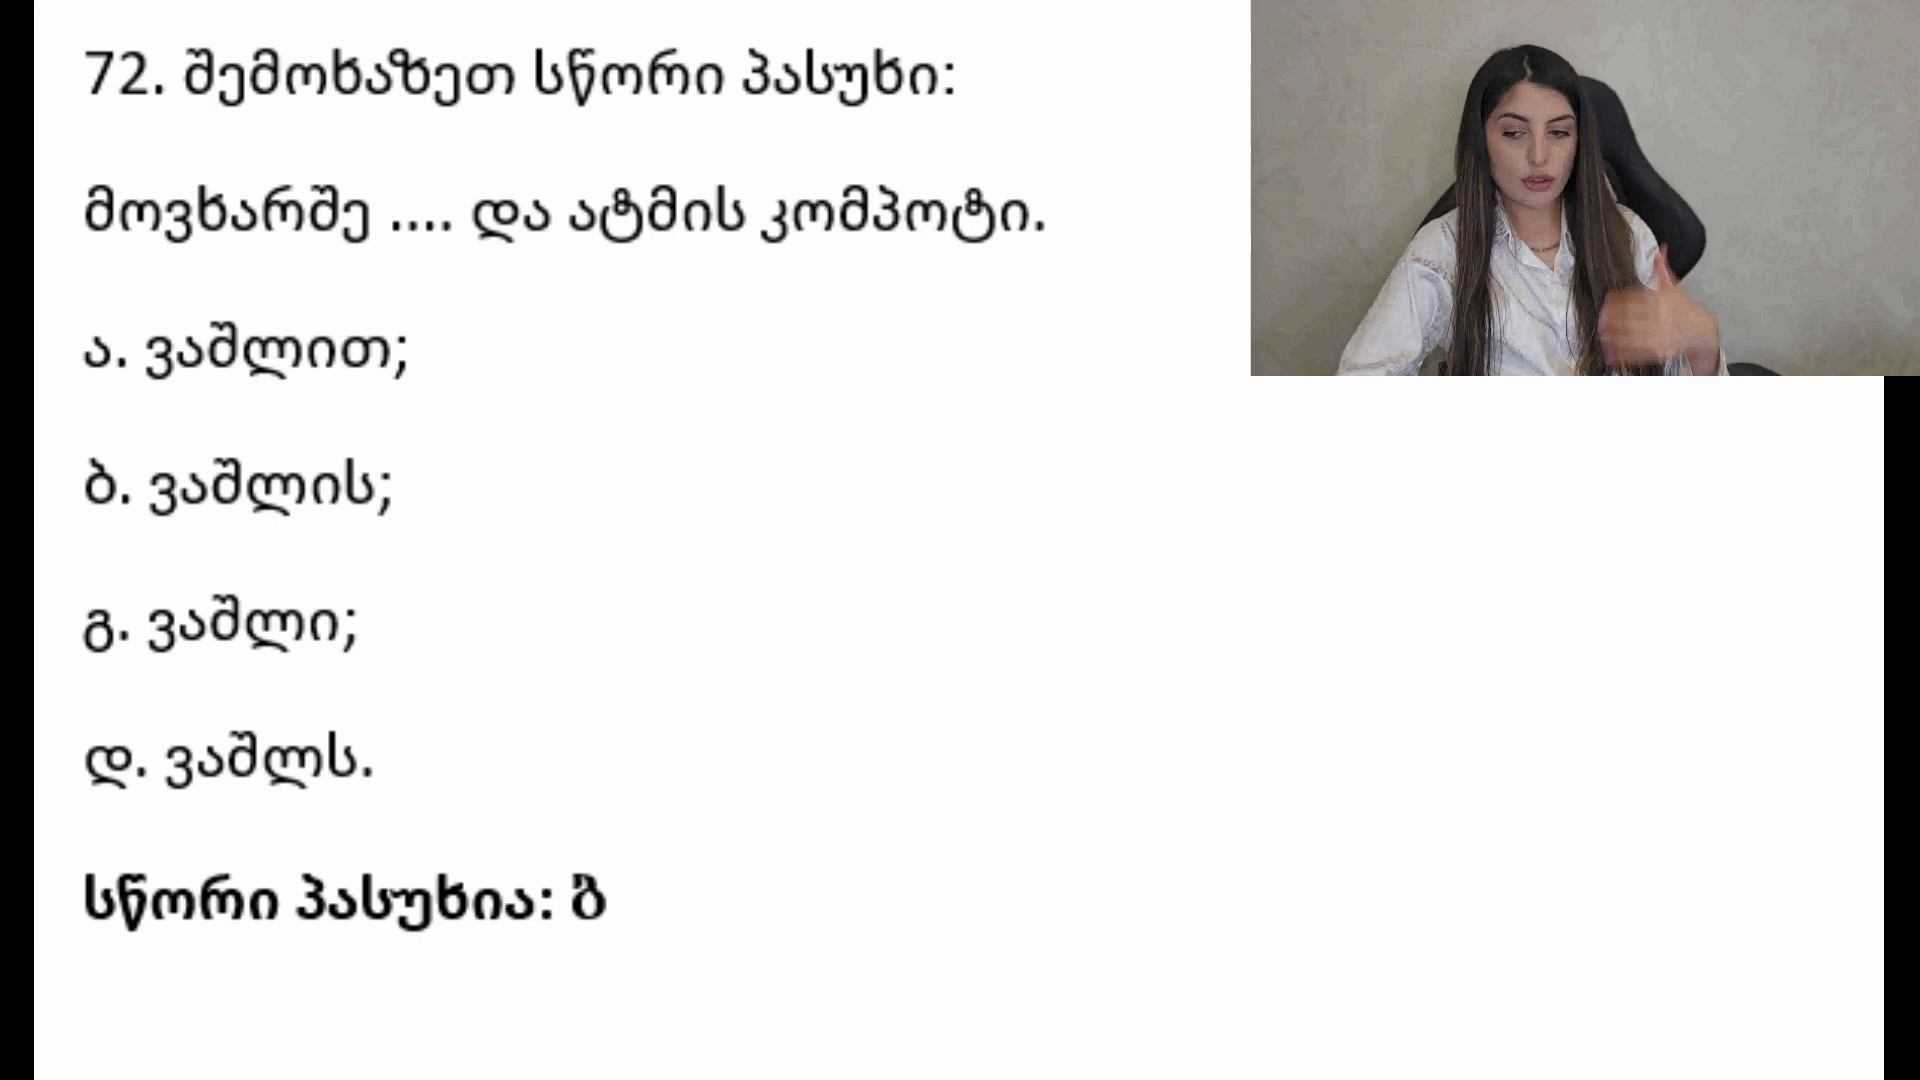 72. შემოხაზეთ სწორი პასუხი:
მოვხარშე .... და ატმის კომპოტი.
ა. ვაშლით;
ბ. ვაშლის;
გ. ვაშლი;
დ. ვაშლს.
სწორი პასუხია: ბ